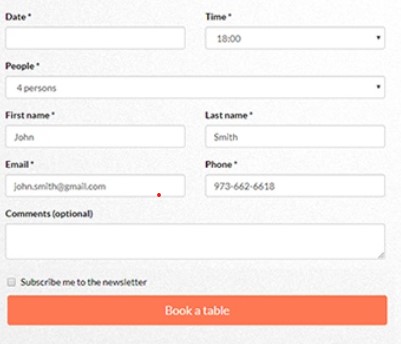 Date * Time *
18:00
People *
4 persons
First name * Last name *
John Smith
Email * Phone *
john.smith@gmail.com 973-662-6618
Comments (optional)
Subscribe me to the newsletter
Book a table